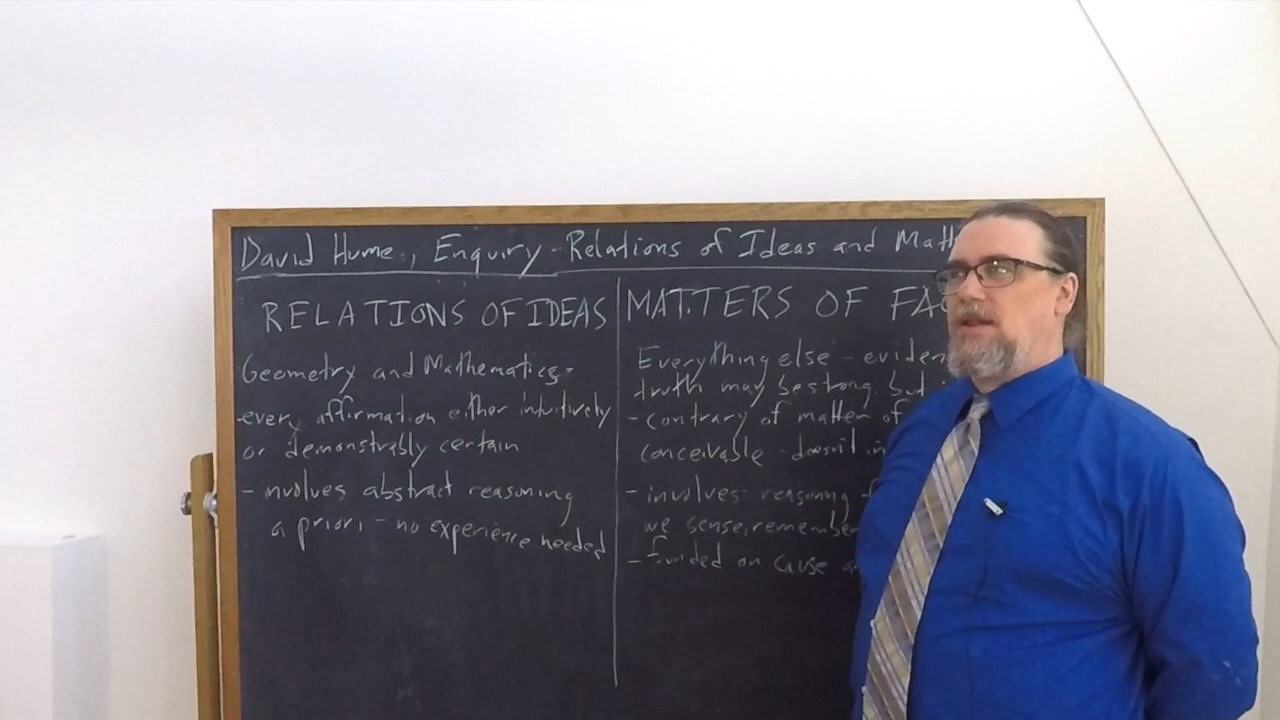 David Hume, Enquiry - Relations of Ideas and Matt
RELATIONS OF IDEAS
Geometry and Mathematics -
every affirmation either intuitively
or demonstrably certain
- involves abstract reasoning
a priori - no experience needed
MATTERS OF FAC
Everything else - eviden
truth may be strong, but
- contrary of matter of
conceivable - doesn't in
- involves reasoning f
we sense, remember
- funded on cause a